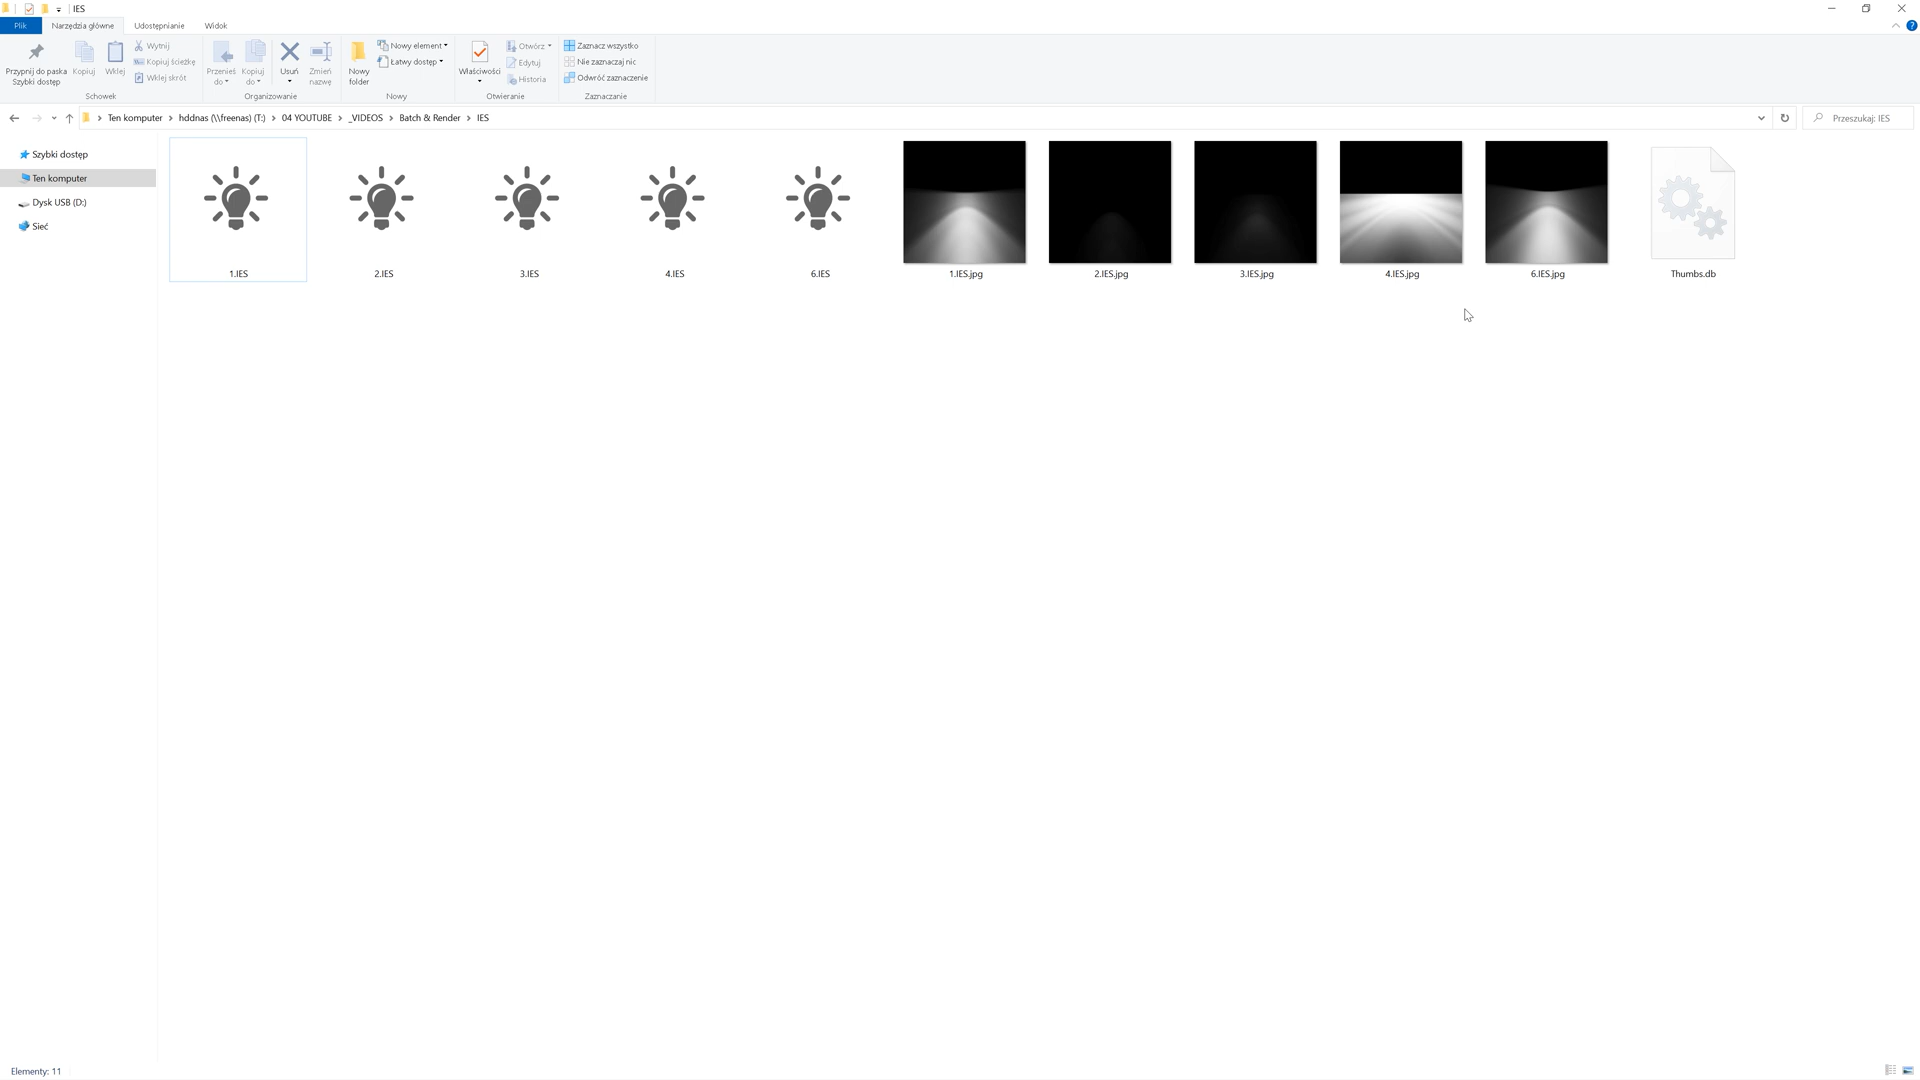 IES
Plik Narzędzia główne Udostępnianie Widok
Przypnij do paska
Szybki dostęp
Kopiuj
Wklej
Wytnij
Kopiuj ścieżkę
Wklej skrót
Schowek
Przenieś
do
Kopiuj
do
Usuń
Zmień
nazwę
Organizowanie
Nowy
folder
Nowy element
Łatwy dostęp
Nowy
Właściwości
Otwórz
Edytuj
Historia
Otwieranie
Zaznacz wszystko
Nie zaznaczaj nic
Odwróć zaznaczenie
Zaznaczanie
Ten komputer > hddnas (\\freenas) (T:) > 04 YOUTUBE > _VIDEOS > Batch & Render > IES
Przeszukaj: IES
Szybki dostęp
Ten komputer
Dysk USB (D:)
Sieć
1.IES 2.IES 3.IES 4.IES 6.IES 1.IES.jpg 2.IES.jpg 3.IES.jpg 4.IES.jpg 6.IES.jpg Thumbs.db
Elementy: 11